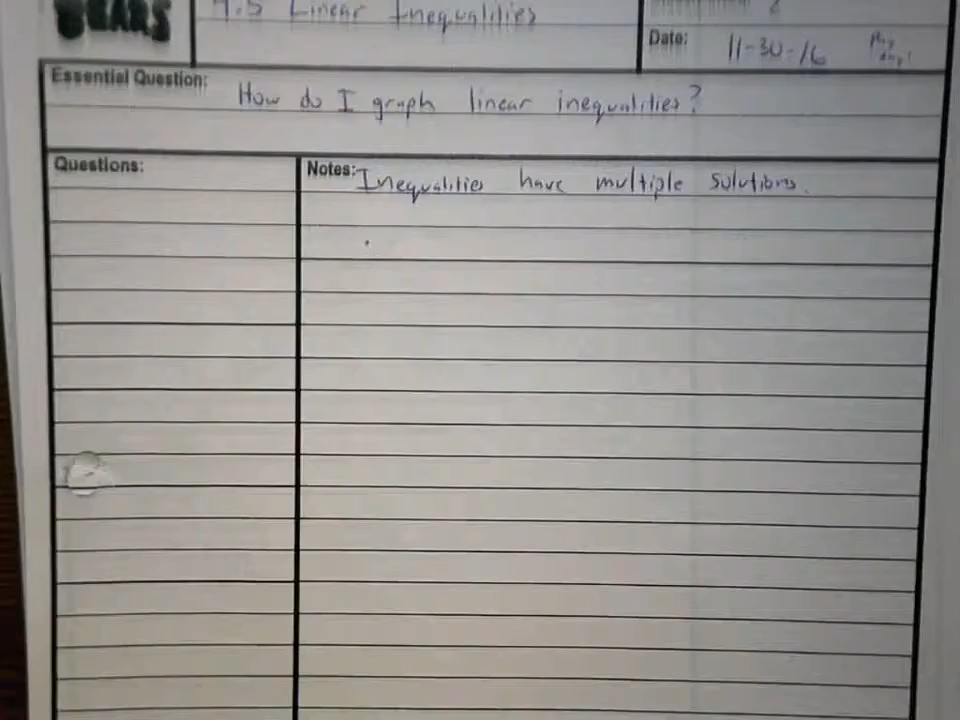 BEARS
4.5 Linear Inequalities
Date: 11-30-16
Essential Question: How do I graph linear inequalities?
Questions:
Notes: Inequalities have multiple solutions.